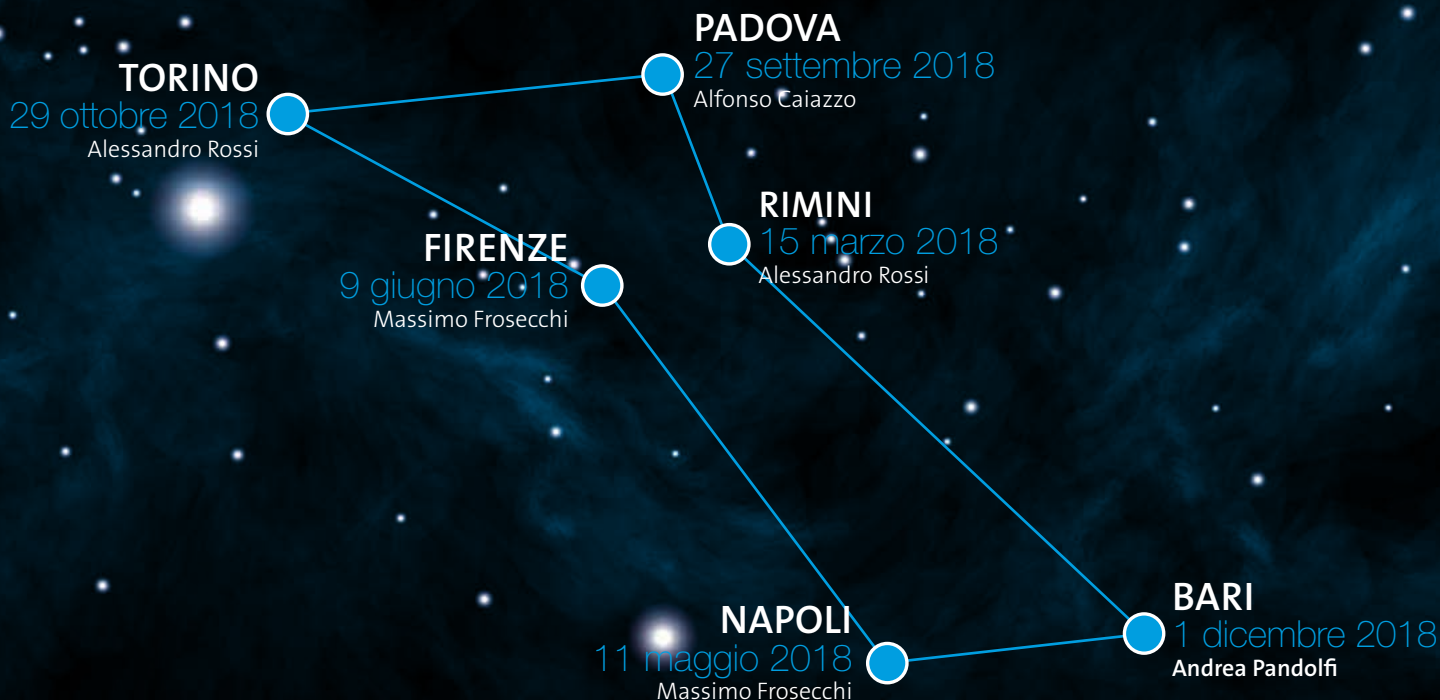 PADOVA
27 settembre 2018
Alfonso Caiazzo
TORINO
29 ottobre 2018
Alessandro Rossi
RIMINI
15 marzo 2018
Alessandro Rossi
FIRENZE
9 giugno 2018
Massimo Frosecchi
BARI
1 dicembre 2018
Andrea Pandolfi
NAPOLI
11 maggio 2018
Massimo Frosecchi